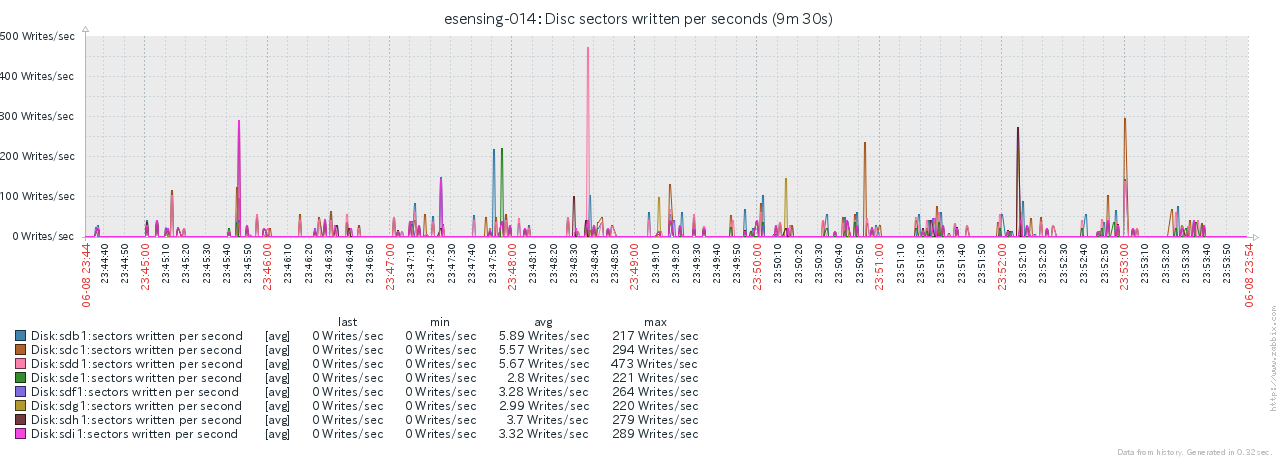 esensing-014: Disc sectors written per seconds (9m 30s)
500 Writes/sec
400 Writes/sec
300 Writes/sec
200 Writes/sec
100 Writes/sec
0 Writes/sec
06-08 23:44 23:44:40 23:44:50 23:45:00 23:45:10 23:45:20 23:45:30 23:45:40 23:45:50 23:46:00 23:46:10 23:46:20 23:46:30 23:46:40 23:46:50 23:47:00 23:47:10 23:47:20 23:47:30 23:47:40 23:47:50 23:48:00 23:48:10 23:48:20 23:48:30 23:48:40 23:48:50 23:49:00 23:49:10 23:49:20 23:49:30 23:49:40 23:49:50 23:50:00 23:50:10 23:50:20 23:50:30 23:50:40 23:50:50 23:51:00 23:51:10 23:51:20 23:51:30 23:51:40 23:51:50 23:52:00 23:52:10 23:52:20 23:52:30 23:52:40 23:52:50 23:53:00 23:53:10 23:53:20 23:53:30 23:53:40 23:53:50 06-08 23:54
last min avg max
Disk:sdb1:sectors written per second [avg] 0 Writes/sec 0 Writes/sec 5.89 Writes/sec 217 Writes/sec
Disk:sdc1:sectors written per second [avg] 0 Writes/sec 0 Writes/sec 5.57 Writes/sec 294 Writes/sec
Disk:sdd1:sectors written per second [avg] 0 Writes/sec 0 Writes/sec 5.67 Writes/sec 473 Writes/sec
Disk:sde1:sectors written per second [avg] 0 Writes/sec 0 Writes/sec 2.8 Writes/sec 221 Writes/sec
Disk:sdf1:sectors written per second [avg] 0 Writes/sec 0 Writes/sec 3.28 Writes/sec 264 Writes/sec
Disk:sdg1:sectors written per second [avg] 0 Writes/sec 0 Writes/sec 2.99 Writes/sec 220 Writes/sec
Disk:sdh1:sectors written per second [avg] 0 Writes/sec 0 Writes/sec 3.7 Writes/sec 279 Writes/sec
Disk:sdi1:sectors written per second [avg] 0 Writes/sec 0 Writes/sec 3.32 Writes/sec 289 Writes/sec
http://www.zabbix.com
Data from history. Generated in 0.32 sec.